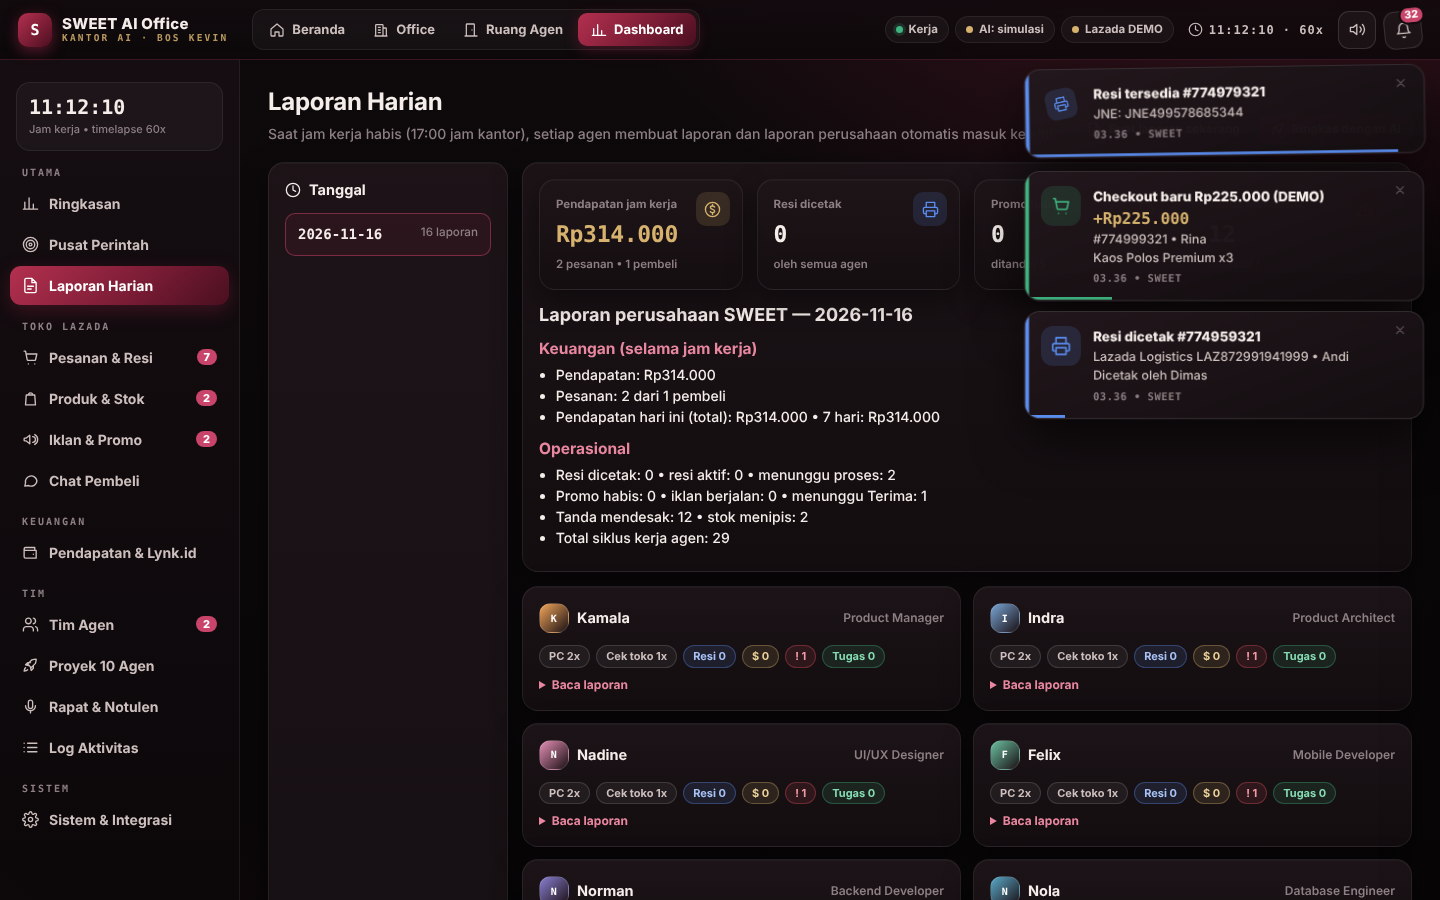 S
SWEET AI Office
KANTOR AI · BOS KEVIN
Beranda
Office
Ruang Agen
Dashboard
Kerja
AI: simulasi
Lazada DEMO
11:12:10 · 60x
32
11:12:10
Jam kerja • timelapse 60x
UTAMA
Ringkasan
Pusat Perintah
Laporan Harian
TOKO LAZADA
Pesanan & Resi
7
Produk & Stok
2
Iklan & Promo
2
Chat Pembeli
KEUANGAN
Pendapatan & Lynk.id
TIM
Tim Agen
2
Proyek 10 Agen
Rapat & Notulen
Log Aktivitas
SISTEM
Sistem & Integrasi
Laporan Harian
Saat jam kerja habis (17:00 jam kantor), setiap agen membuat laporan dan laporan perusahaan otomatis masuk ke
Tanggal
2026-11-16
16 laporan
Pendapatan jam kerja
Rp314.000
2 pesanan • 1 pembeli
Resi dicetak
0
oleh semua agen
Promo
0
ditand
Laporan perusahaan SWEET — 2026-11-16
Keuangan (selama jam kerja)
• Pendapatan: Rp314.000
• Pesanan: 2 dari 1 pembeli
• Pendapatan hari ini (total): Rp314.000 • 7 hari: Rp314.000
Operasional
• Resi dicetak: 0 • resi aktif: 0 • menunggu proses: 2
• Promo habis: 0 • iklan berjalan: 0 • menunggu Terima: 1
• Tanda mendesak: 12 • stok menipis: 2
• Total siklus kerja agen: 29
Resi tersedia #774979321
JNE: JNE499578685344
03.36 • SWEET
Checkout baru Rp225.000 (DEMO)
+Rp225.000
#774999321 • Rina
Kaos Polos Premium x3
03.36 • SWEET
Resi dicetak #774959321
Lazada Logistics LAZ872991941999 • Andi
Dicetak oleh Dimas
03.36 • SWEET
K
Kamala
Product Manager
PC 2x
Cek toko 1x
Resi 0
$ 0
! 1
Tugas 0
Baca laporan
I
Indra
Product Architect
PC 2x
Cek toko 1x
Resi 0
$ 0
! 1
Tugas 0
Baca laporan
N
Nadine
UI/UX Designer
PC 2x
Cek toko 1x
Resi 0
$ 0
! 1
Tugas 0
Baca laporan
F
Felix
Mobile Developer
PC 2x
Cek toko 1x
Resi 0
$ 0
! 1
Tugas 0
Baca laporan
N
Norman
Backend Developer
N
Nola
Database Engineer